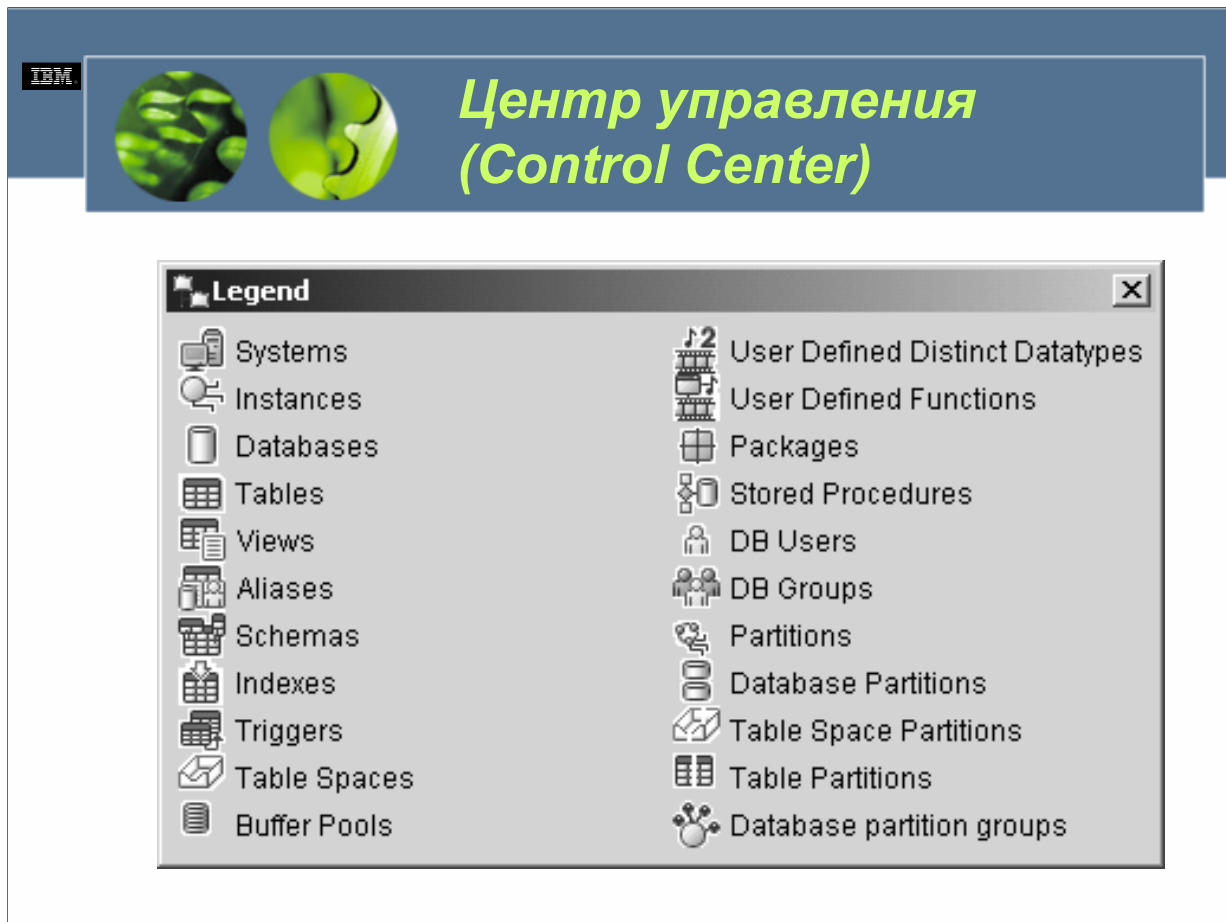 IBM.
Центр управления
(Control Center)
Legend
Systems
Instances
Databases
Tables
Views
Aliases
Schemas
Indexes
Triggers
Table Spaces
Buffer Pools
User Defined Distinct Datatypes
User Defined Functions
Packages
Stored Procedures
DB Users
DB Groups
Partitions
Database Partitions
Table Space Partitions
Table Partitions
Database partition groups